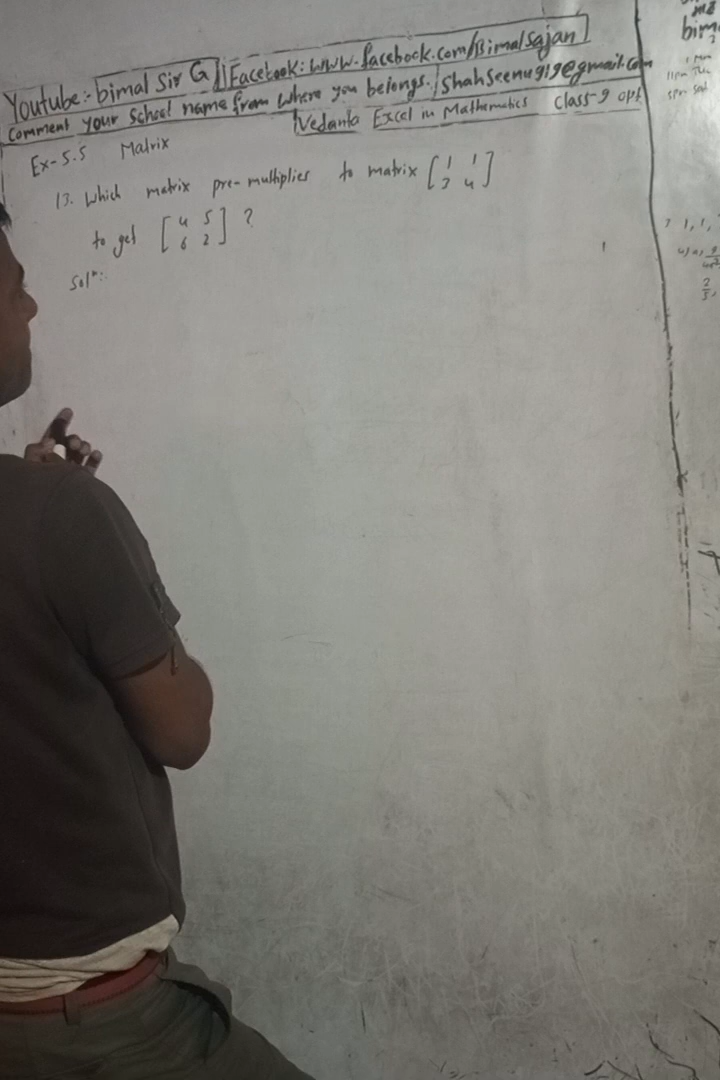 Youtube:- bimal Sir G || Facebook: www.facebook.com/Bimalsajan
Comment your School name from where you belongs. | Shahseenu919@gmail.com
Vedanta Excel in Mathematics Class-9 opt
Ex-5.5 Matrix
13. Which matrix pre-multiplies to matrix [1 1
3 4]
to get [4 5
6 2] ?
Solⁿ: